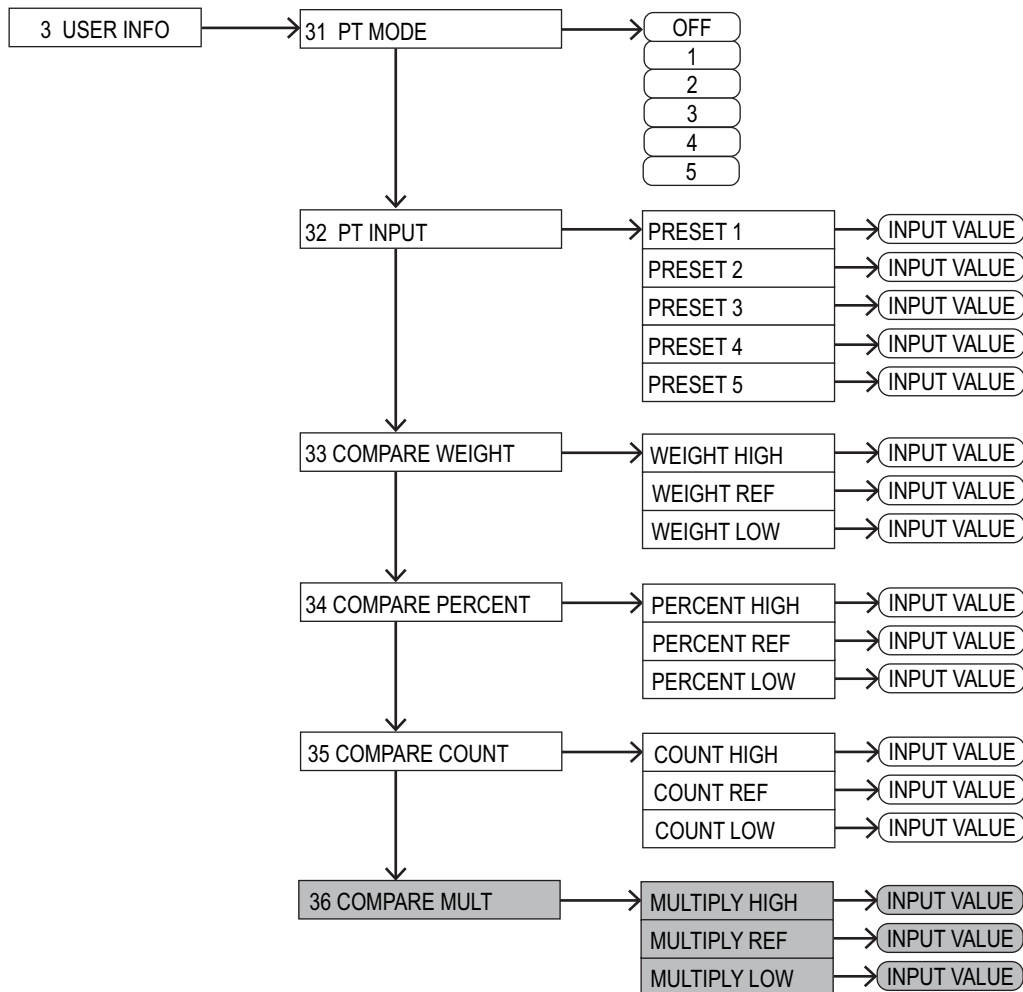 3 USER INFO
31 PT MODE
OFF
1
2
3
4
5
32 PT INPUT
PRESET 1
INPUT VALUE
PRESET 2
INPUT VALUE
PRESET 3
INPUT VALUE
PRESET 4
INPUT VALUE
PRESET 5
INPUT VALUE
33 COMPARE WEIGHT
WEIGHT HIGH
INPUT VALUE
WEIGHT REF
INPUT VALUE
WEIGHT LOW
INPUT VALUE
34 COMPARE PERCENT
PERCENT HIGH
INPUT VALUE
PERCENT REF
INPUT VALUE
PERCENT LOW
INPUT VALUE
35 COMPARE COUNT
COUNT HIGH
INPUT VALUE
COUNT REF
INPUT VALUE
COUNT LOW
INPUT VALUE
36 COMPARE MULT
MULTIPLY HIGH
INPUT VALUE
MULTIPLY REF
INPUT VALUE
MULTIPLY LOW
INPUT VALUE